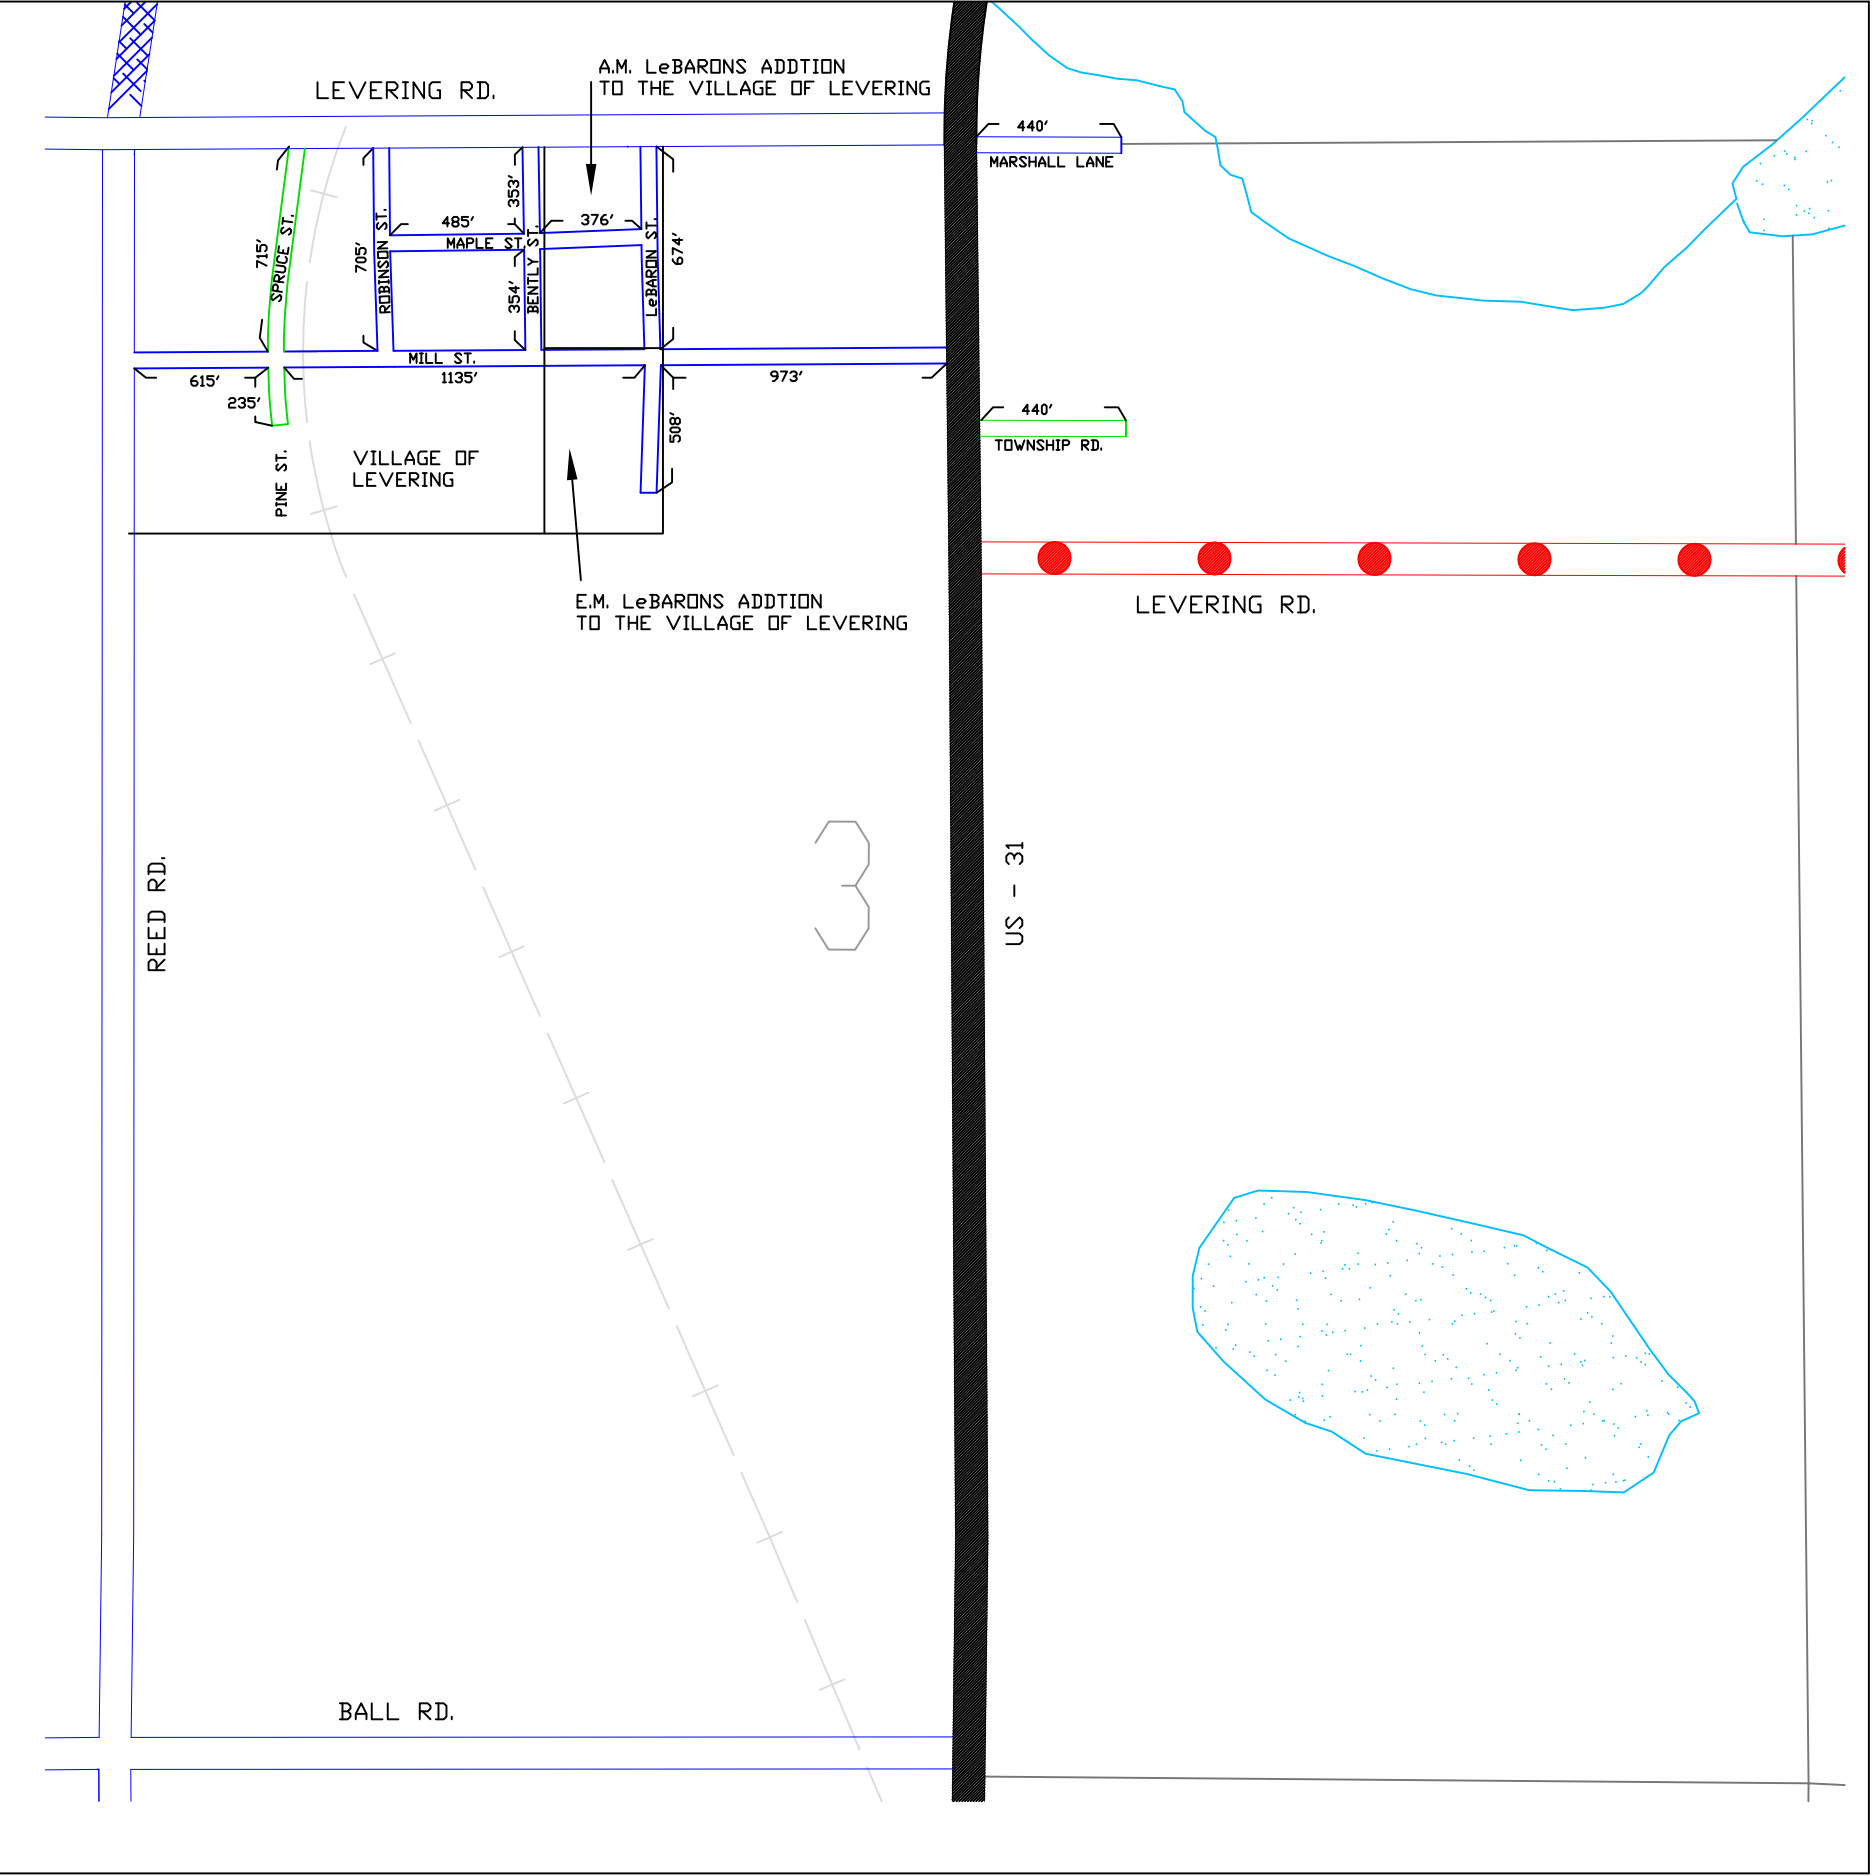 A.M. LeBARONS ADDTION
TO THE VILLAGE OF LEVERING
LEVERING RD.
440'
MARSHALL LANE
353'
485'
376'
MAPLE ST.
715'
SPRUCE ST.
705'
ROBINSON ST.
354'
BENTLY ST.
LeBARON ST.
674'
MILL ST.
615'
1135'
973'
235'
508'
440'
TOWNSHIP RD.
PINE ST.
VILLAGE OF
LEVERING
E.M. LeBARONS ADDTION
TO THE VILLAGE OF LEVERING
LEVERING RD.
REED RD.
3
US - 31
BALL RD.